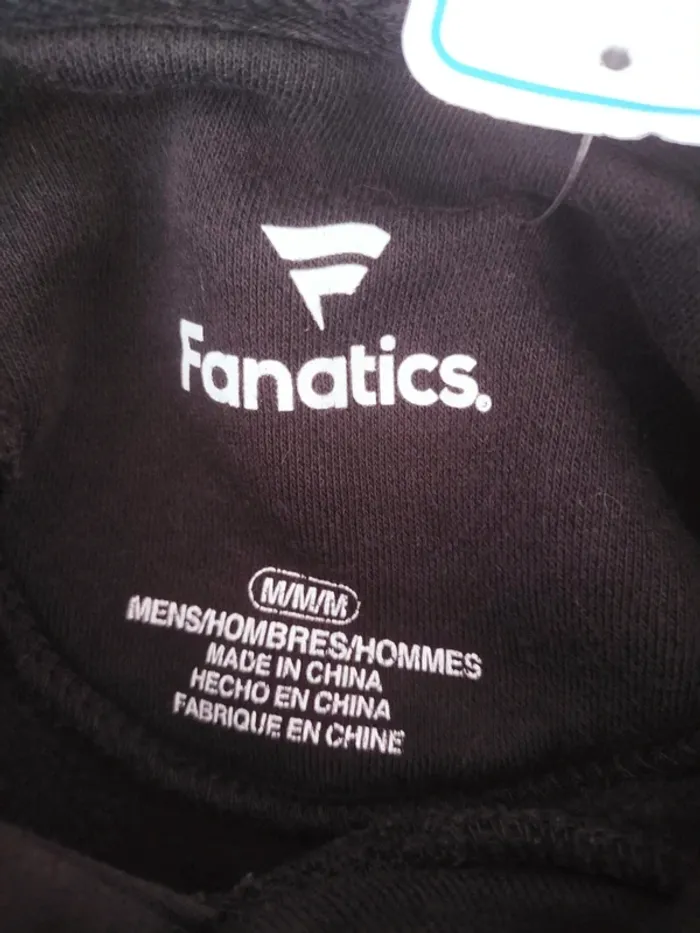 Fanatics.
M/M/M
MENS/HOMBRES/HOMMES
MADE IN CHINA
HECHO EN CHINA
FABRIQUE EN CHINE